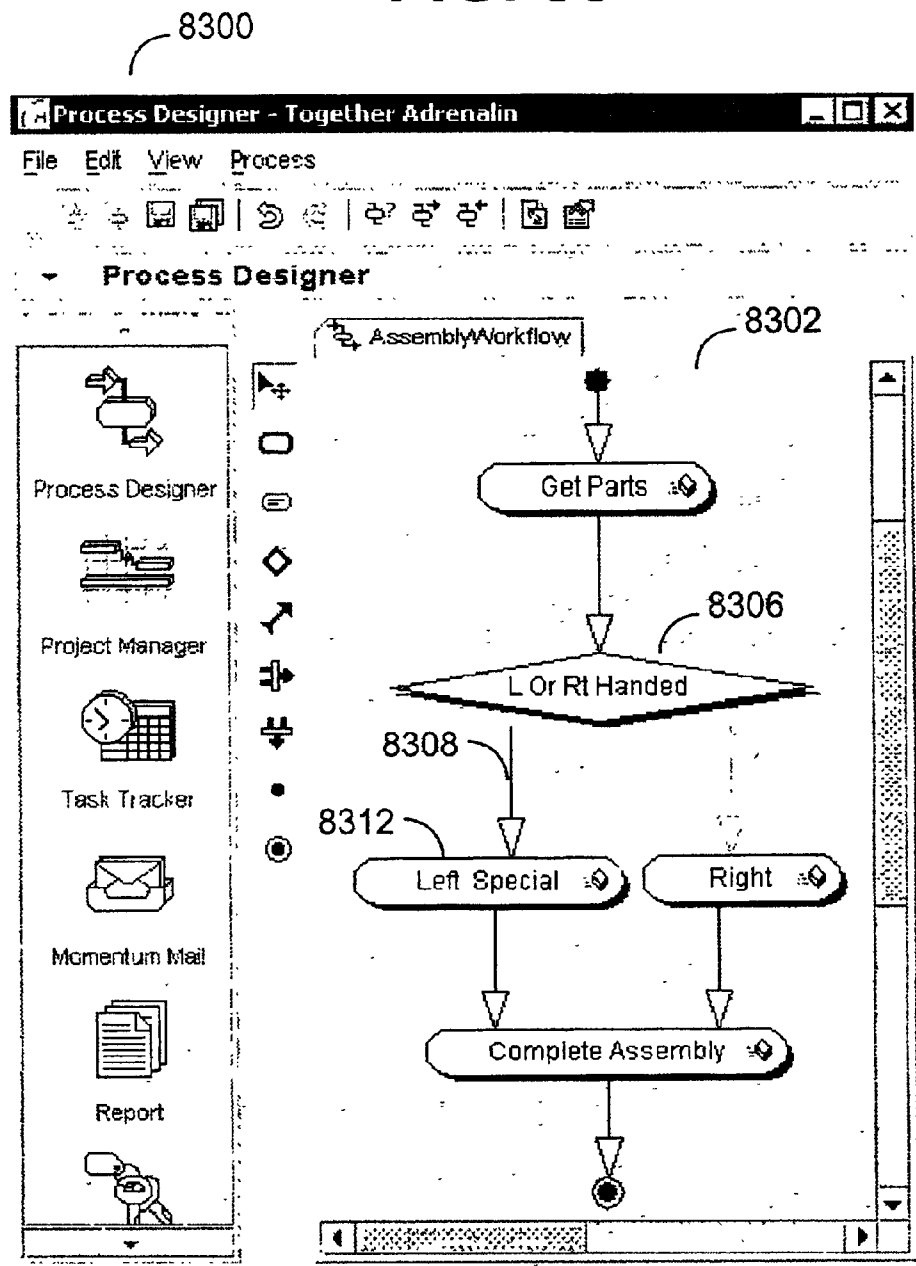 8300
Process Designer - Together Adrenalin
File Edit View Process
Process Designer
AssemblyWorkflow
8302
Process Designer
Project Manager
Task Tracker
Momentum Mail
Report
Get Parts
8306
L Or Rt Handed
8308
8312
Left Special
Right
Complete Assembly